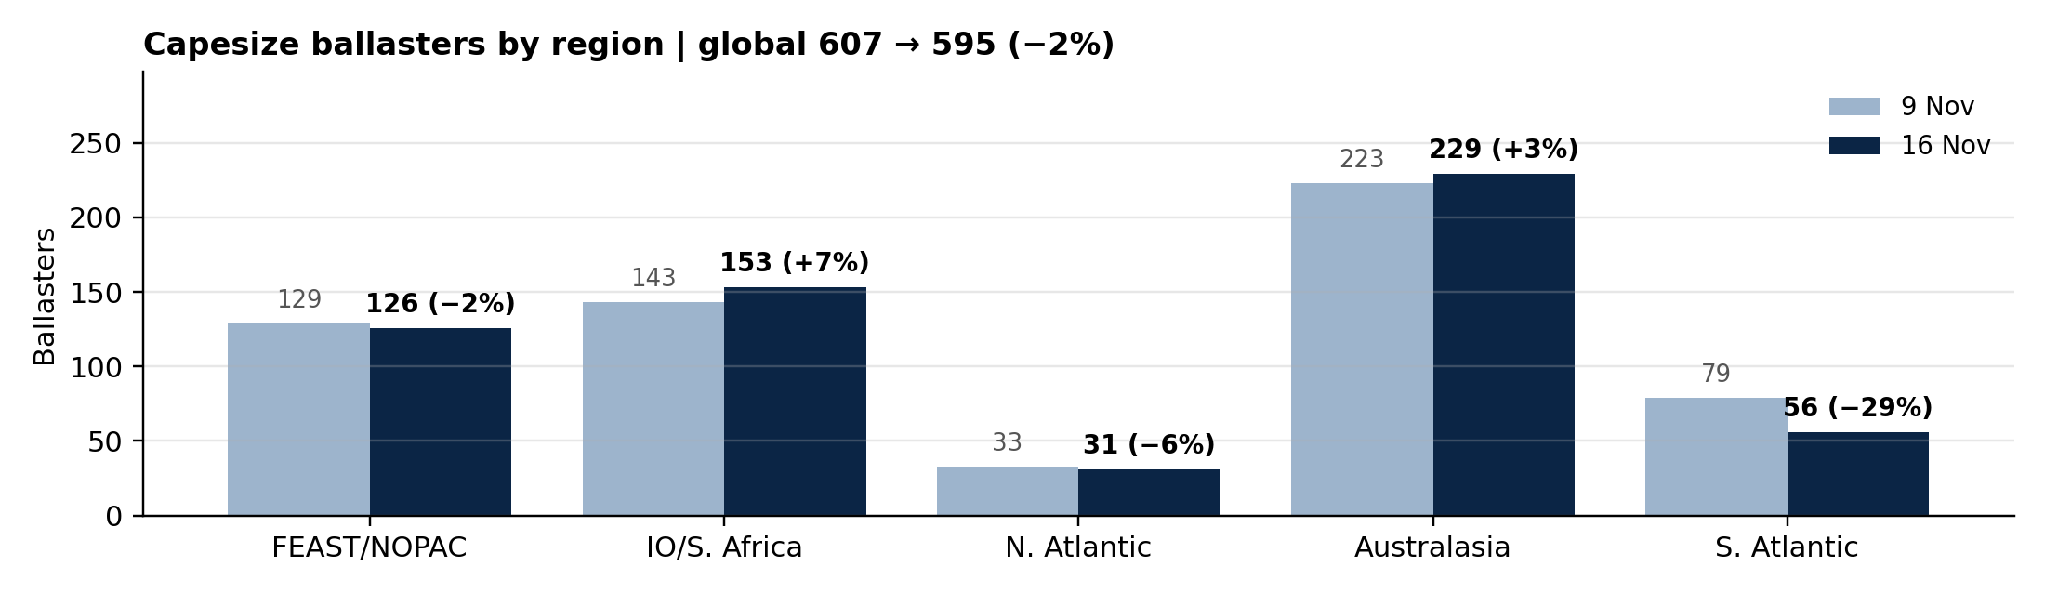 Capesize ballasters by region | global 607 → 595 (−2%)
9 Nov
16 Nov
Ballasters
250
200
150
100
50
0
129
126 (−2%)
143
153 (+7%)
33
31 (−6%)
223
229 (+3%)
79
56 (−29%)
FEAST/NOPAC
IO/S. Africa
N. Atlantic
Australasia
S. Atlantic